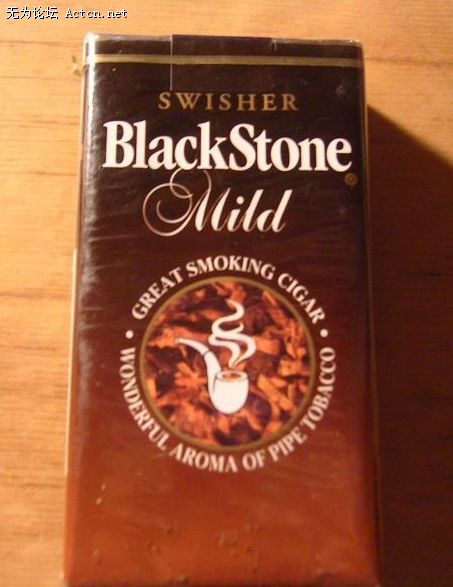 无为论坛 Actcn.net
SWISHER
BlackStone®
Mild
• GREAT SMOKING CIGAR •
WONDERFUL AROMA OF PIPE TOBACCO